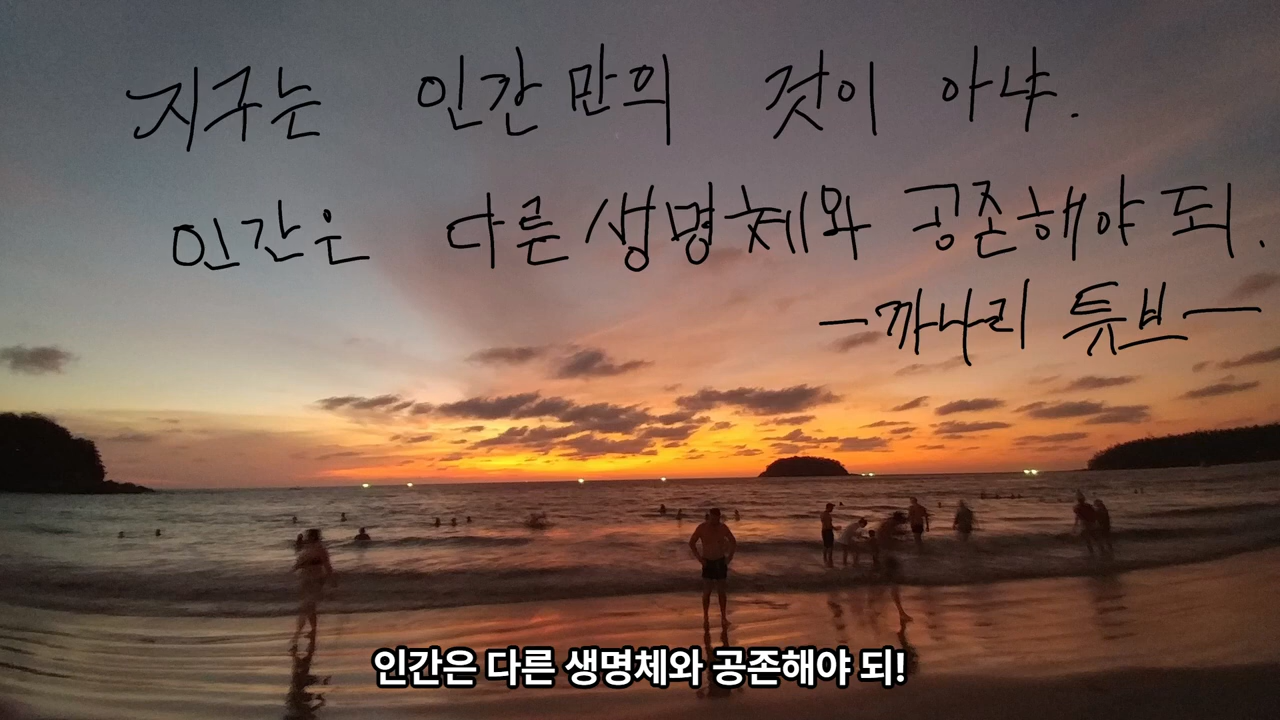 지구는 인간만의 것이 아냐.
인간은 다른 생명체와 공존해야 되.
-까나리 튜브-
인간은 다른 생명체와 공존해야 되!